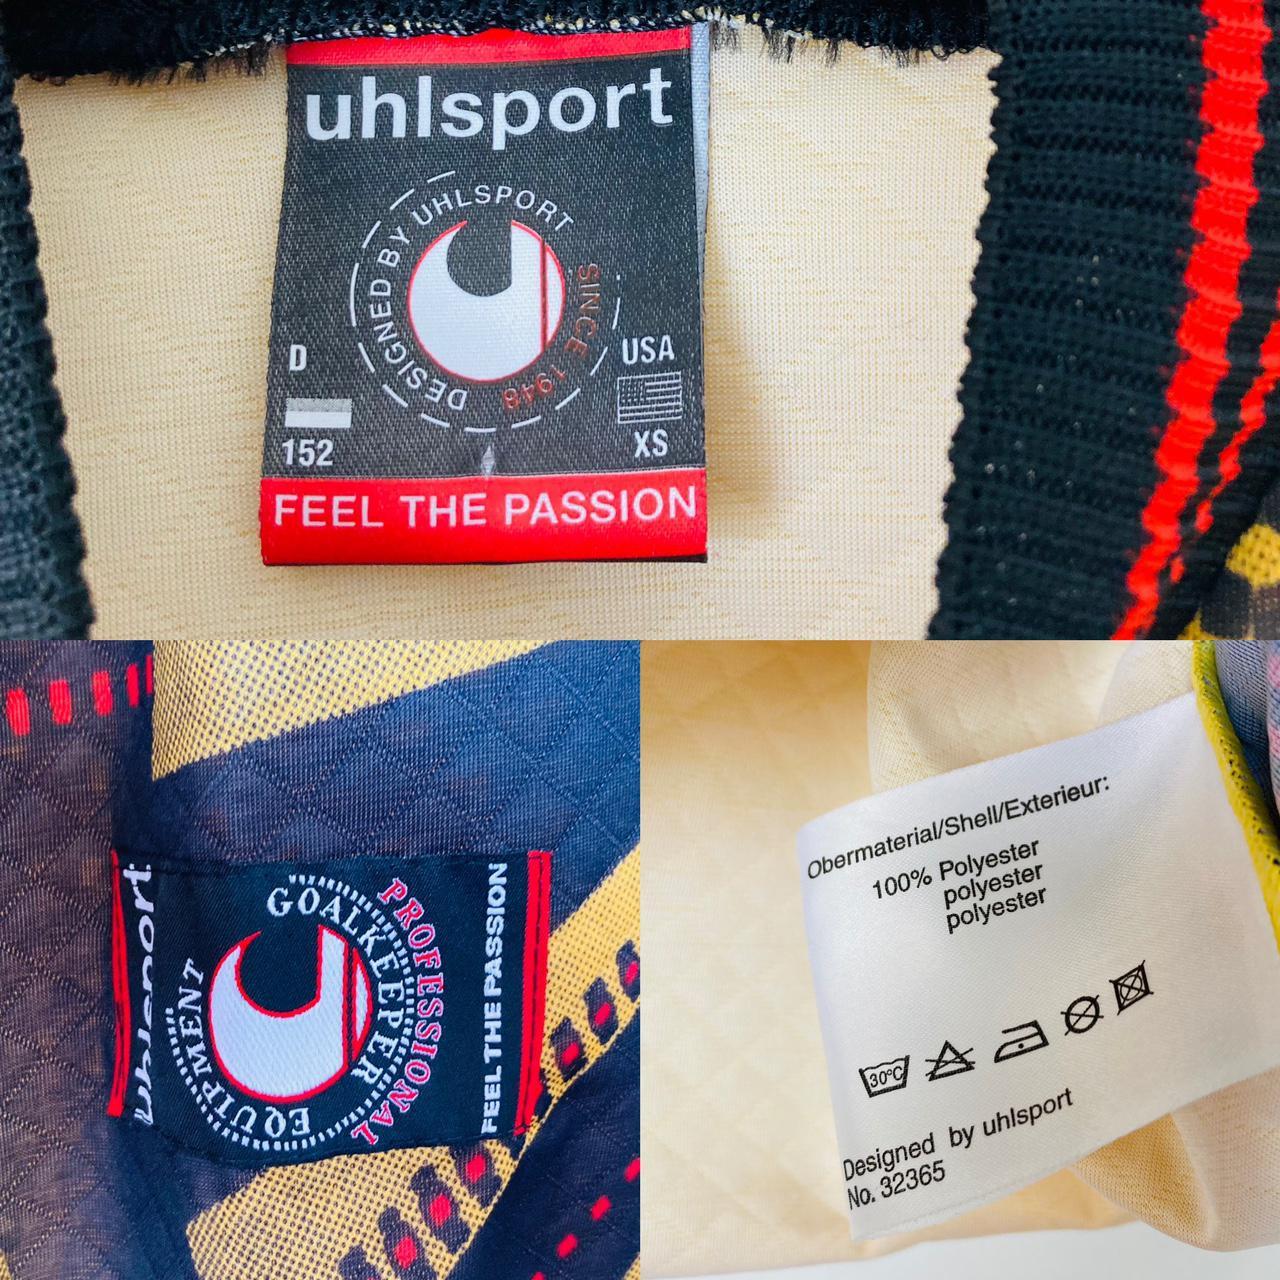 uhlsport
DESIGNED BY UHLSPORT
SINCE 1948
D
USA
152
XS
FEEL THE PASSION
uhlsport
PROFESSIONAL
GOALKEEPER
EQUIPMENT
FEEL THE PASSION
Obermaterial/Shell/Exterieur:
100% Polyester
polyester
polyester
30°C
Designed by uhlsport
No. 32365